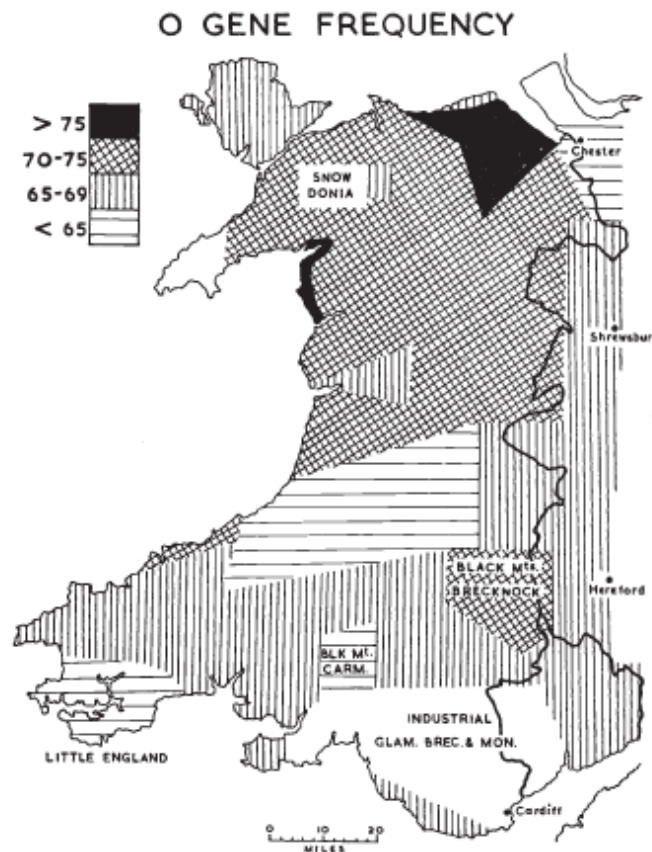 O GENE FREQUENCY
> 75
70-75
65-69
< 65
SNOW
DONIA
Chester
Shrewsbur
BLACK Mts.
BRECKNOCK
Hereford
BLK Mt.
CARM.
INDUSTRIAL
GLAM. BREC. & MON.
LITTLE ENGLAND
Cardiff
0 10 20
MILES